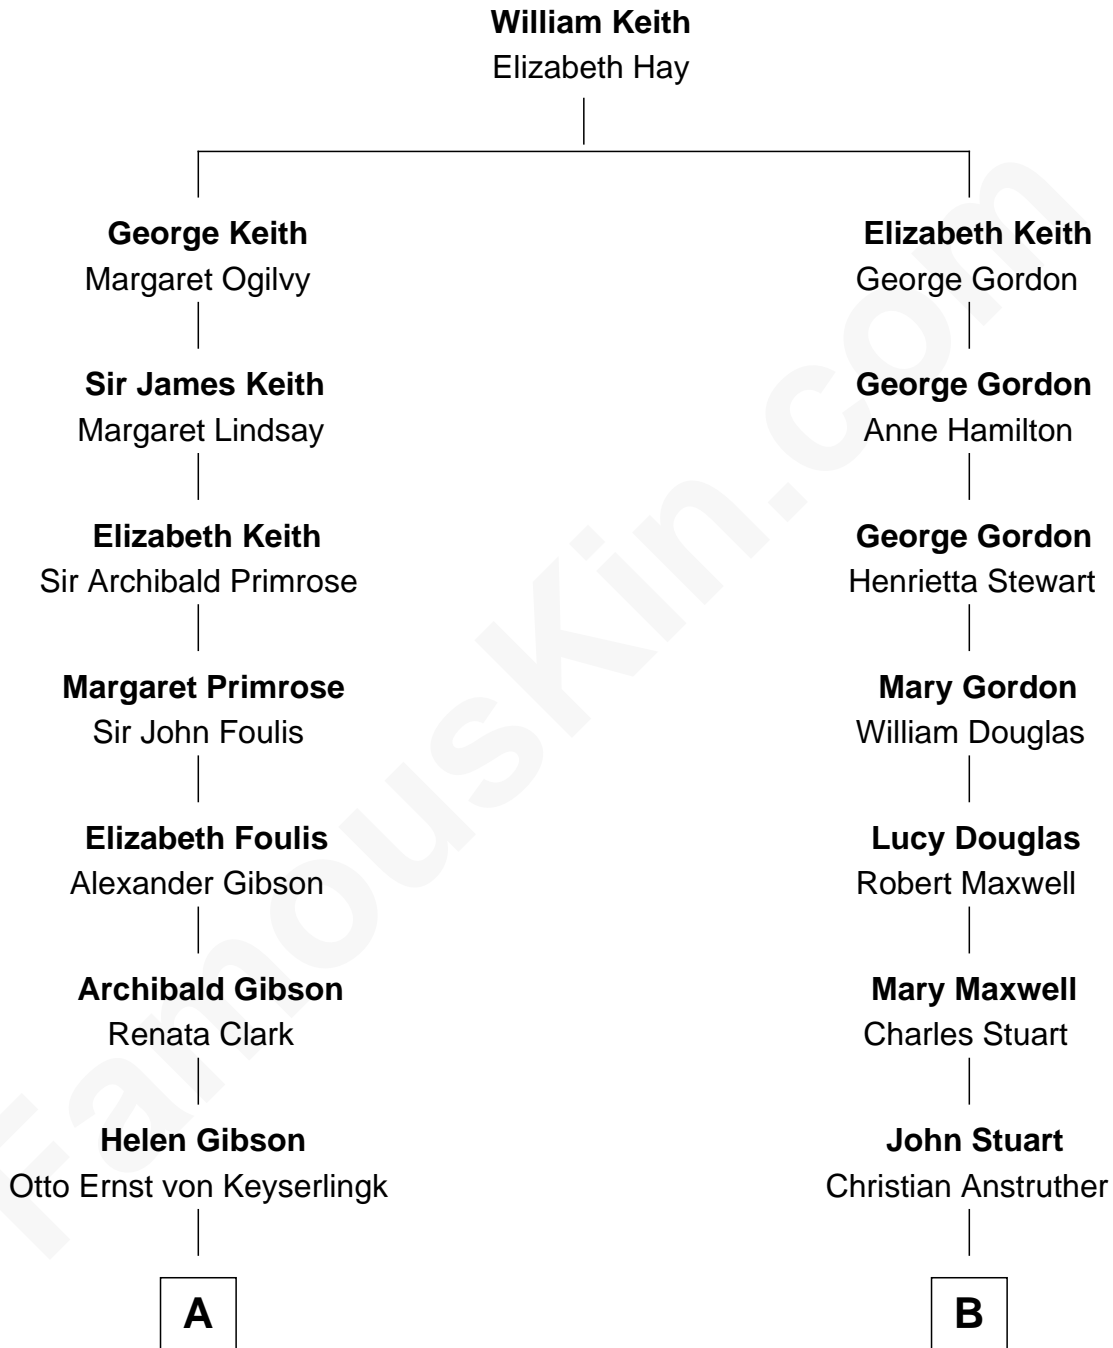 William Keith
Elizabeth Hay
George Keith
Margaret Ogilvy
Elizabeth Keith
George Gordon
Sir James Keith
Margaret Lindsay
George Gordon
Anne Hamilton
Elizabeth Keith
Sir Archibald Primrose
George Gordon
Henrietta Stewart
Margaret Primrose
Sir John Foulis
Mary Gordon
William Douglas
Elizabeth Foulis
Alexander Gibson
Lucy Douglas
Robert Maxwell
Archibald Gibson
Renata Clark
Mary Maxwell
Charles Stuart
Helen Gibson
Otto Ernst von Keyserlingk
John Stuart
Christian Anstruther
A
B
FamousKin.com